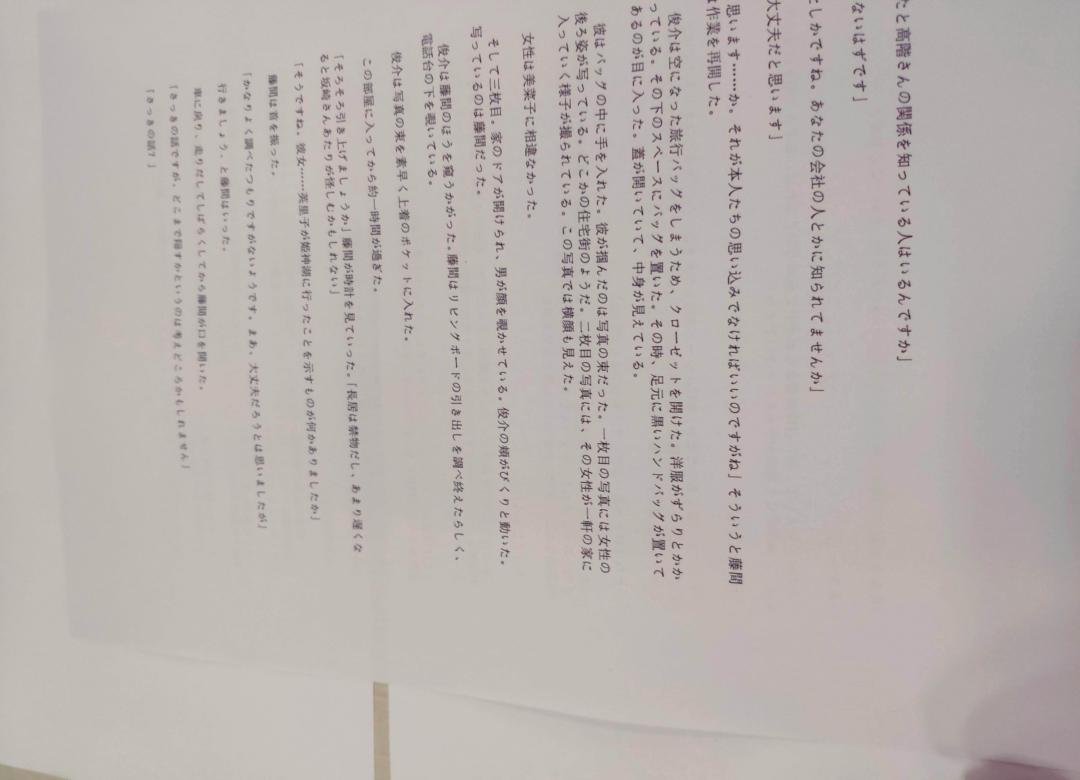 たと高階さんの関係を知っている人はいるんですか」
ないはずです」
こしかですね。あなたの会社の人とかに知られてませんか」
大丈夫だと思います」
思います……か。それが本人たちの思い込みでなければいいのですがね」そういうと藤間
作業を再開した。
俊介は空になった旅行バッグをしまうため、クローゼットを開けた。洋服がずらりとかか
っている。その下のスペースにバッグを置いた。その時、足元に黒いハンドバッグが置いて
あるのが目に入った。蓋が開いていて、中身が見えている。
彼はバッグの中に手を入れた。彼が掴んだのは写真の束だった。一枚目の写真には女性の
後ろ姿が写っている。どこかの住宅街のようだ。二枚目の写真には、その女性が一軒の家に
入っていく様子が撮られている。この写真では横顔も見えた。
女性は美菜子に相違なかった。
そして三枚目。家のドアが開けられ、男が顔を覗かせている。俊介の頬がぴくりと動いた。
写っているのは藤間だった。
俊介は藤間のほうを窺うかがった。藤間はリビングボードの引き出しを調べ終えたらしく、
電話台の下を覗いている。
俊介は写真の束を素早く上着のポケットに入れた。
この部屋に入ってから約一時間が過ぎた。
「そろそろ引き上げましょうか」藤間が時計を見ていった。「長居は禁物だし、あまり遅くな
ると坂崎さんあたりが怪しむかもしれない」
「そうですね。彼女……英里子が姫神湖に行ったことを示すものが何かありましたか」
藤間は首を振った。
「かなりよく調べたつもりですがないようです。まあ、大丈夫だろうとは思いましたが」
行きましょう、と藤間はいった。
車に戻り、走りだしてしばらくしてから藤間が口を開いた。
「さっきの話ですが、どこまで隠すかというのは考えどころかもしれません」
「さっきの話？」